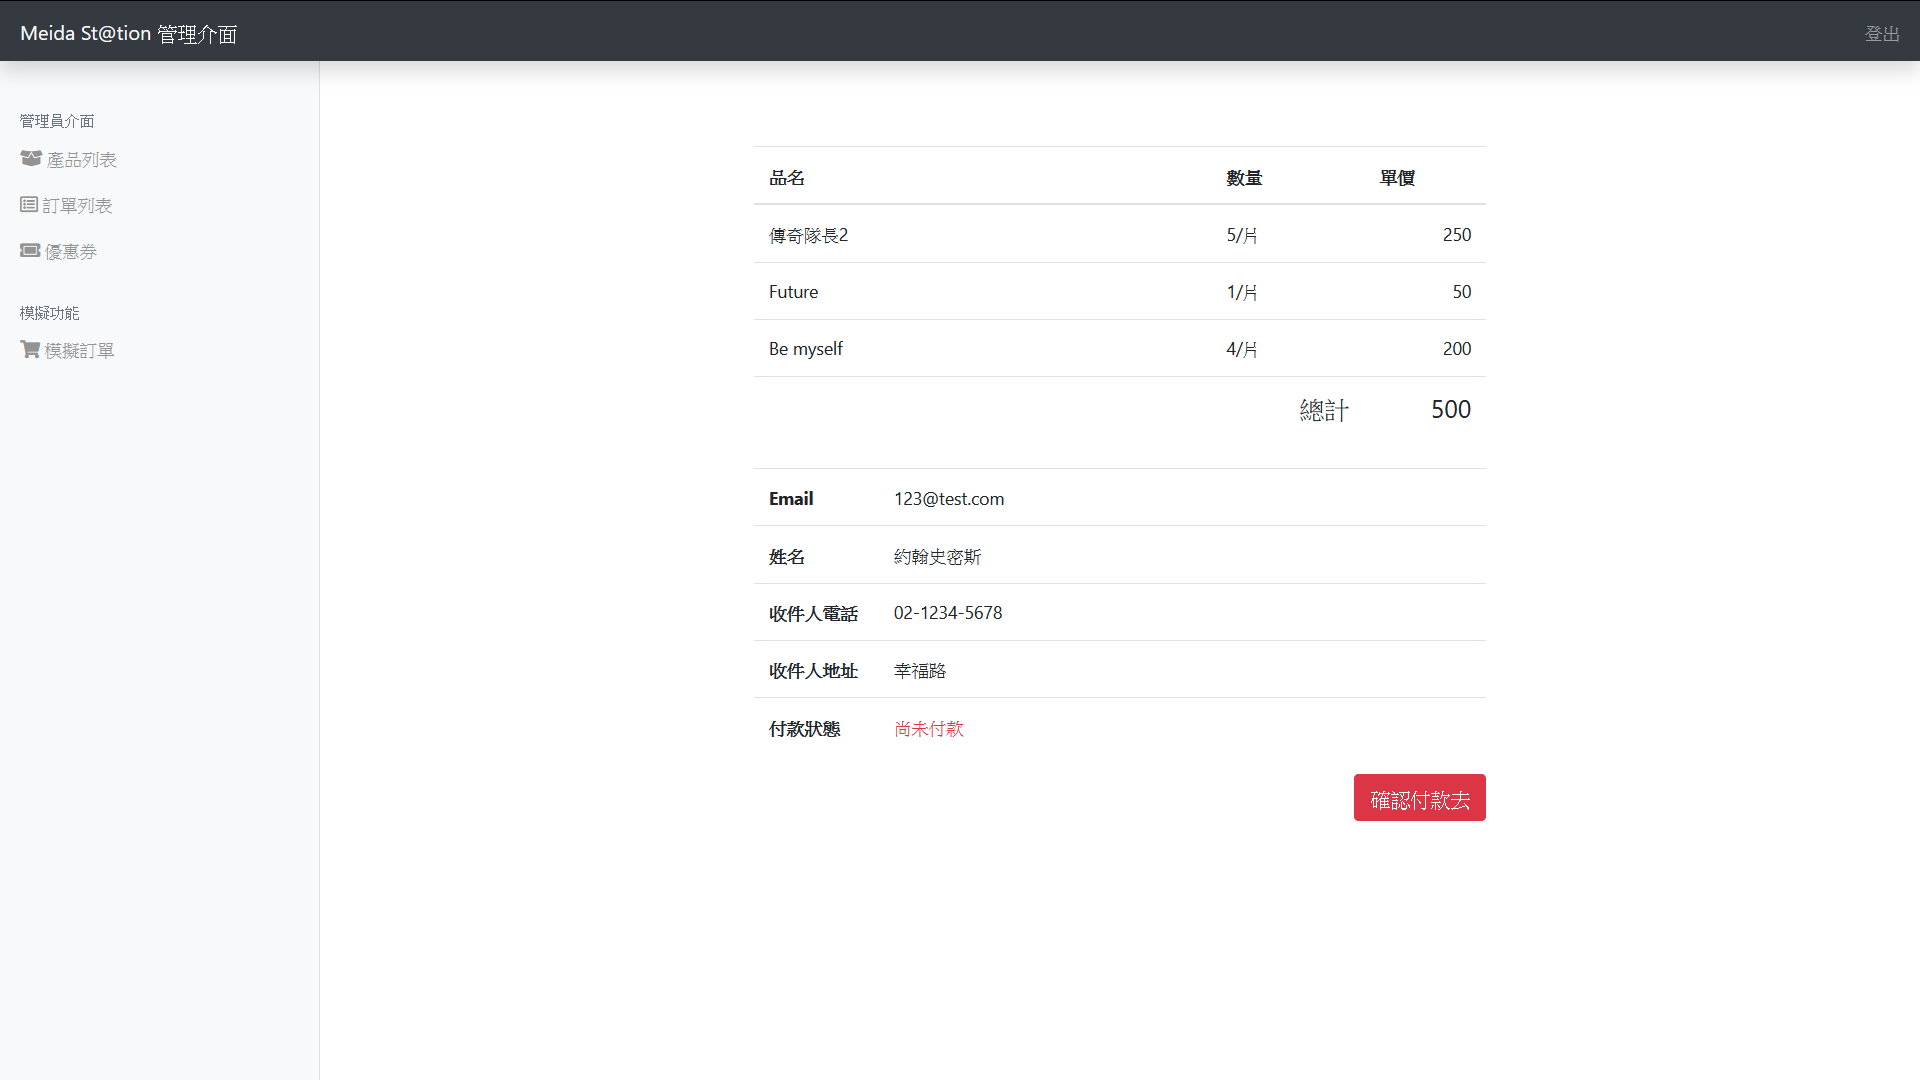 Meida St@tion 管理介面 登出
管理員介面
產品列表
訂單列表
優惠券
模擬功能
模擬訂單
品名 數量 單價
傳奇隊長2 5/片 250
Future 1/片 50
Be myself 4/片 200
總計 500
Email 123@test.com
姓名 約翰史密斯
收件人電話 02-1234-5678
收件人地址 幸福路
付款狀態 尚未付款
確認付款去